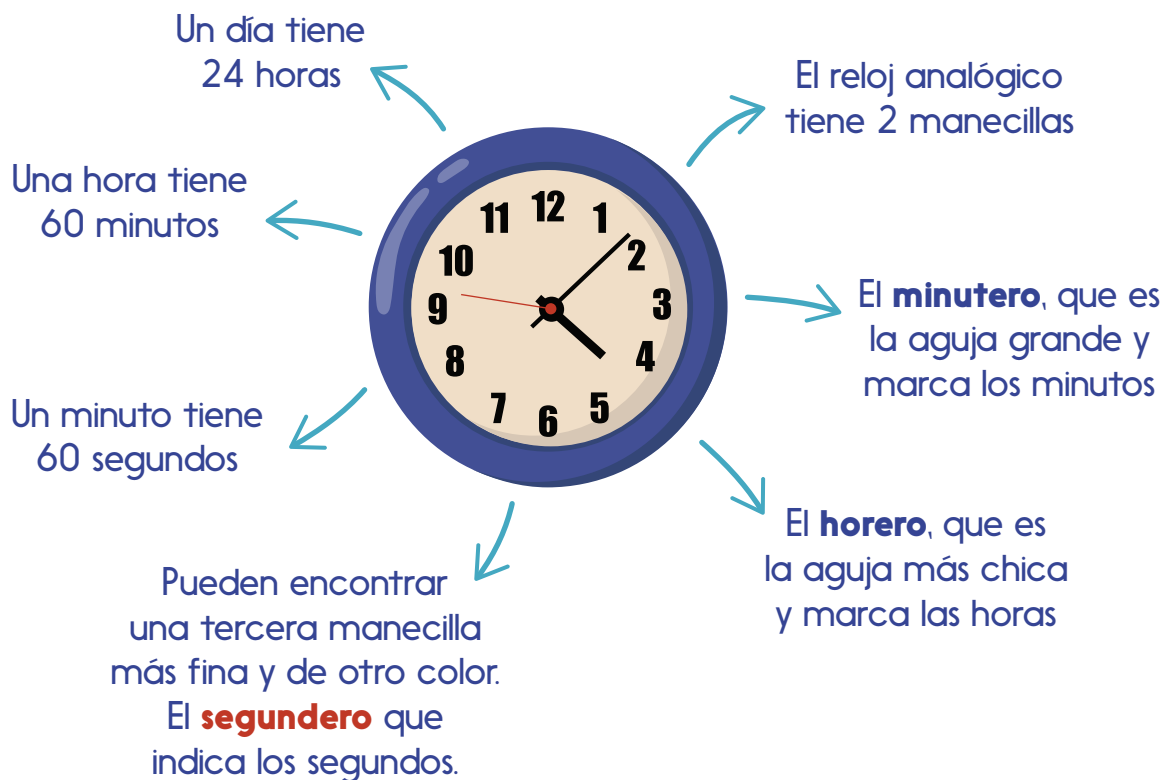 Un día tiene
24 horas
El reloj analógico
tiene 2 manecillas
Una hora tiene
60 minutos
12
1
2
3
4
5
6
7
8
9
10
11
El minutero, que es
la aguja grande y
marca los minutos
Un minuto tiene
60 segundos
El horero, que es
la aguja más chica
y marca las horas
Pueden encontrar
una tercera manecilla
más fina y de otro color.
El segundero que
indica los segundos.